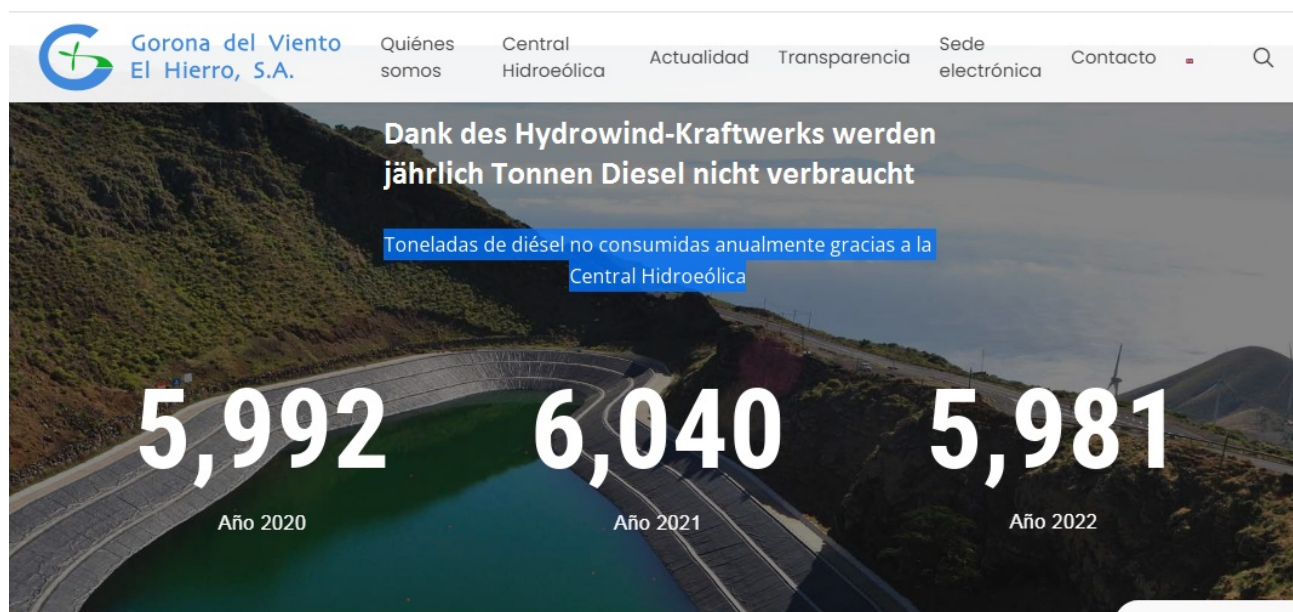 Gorona del Viento
El Hierro, S.A.
Quiénes
somos
Central
Hidroeólica
Actualidad
Transparencia
Sede
electrónica
Contacto
Dank des Hydrowind-Kraftwerks werden
jährlich Tonnen Diesel nicht verbraucht
Toneladas de diésel no consumidas anualmente gracias a la
Central Hidroeólica
5,992 6,040 5,981
Año 2020 Año 2021 Año 2022